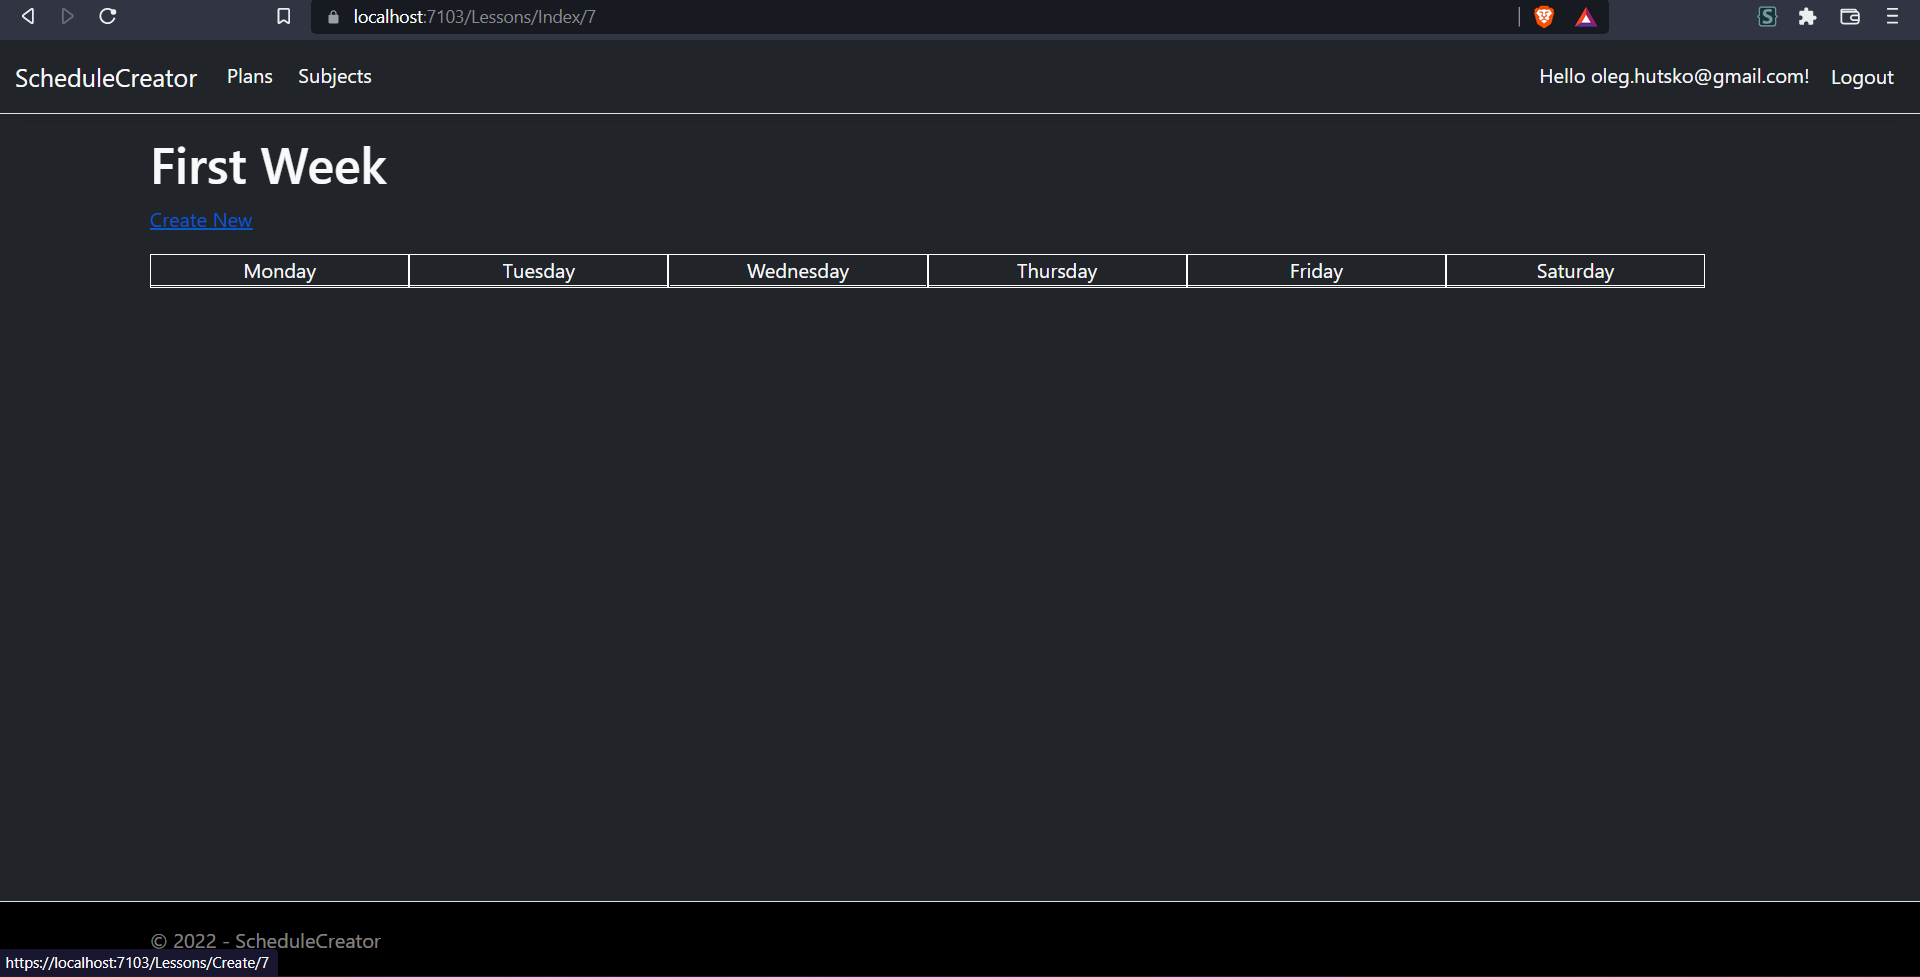 localhost:7103/Lessons/Index/7
ScheduleCreator Plans Subjects Hello oleg.hutsko@gmail.com! Logout
First Week
Create New
Monday Tuesday Wednesday Thursday Friday Saturday
© 2022 - ScheduleCreator
https://localhost:7103/Lessons/Create/7